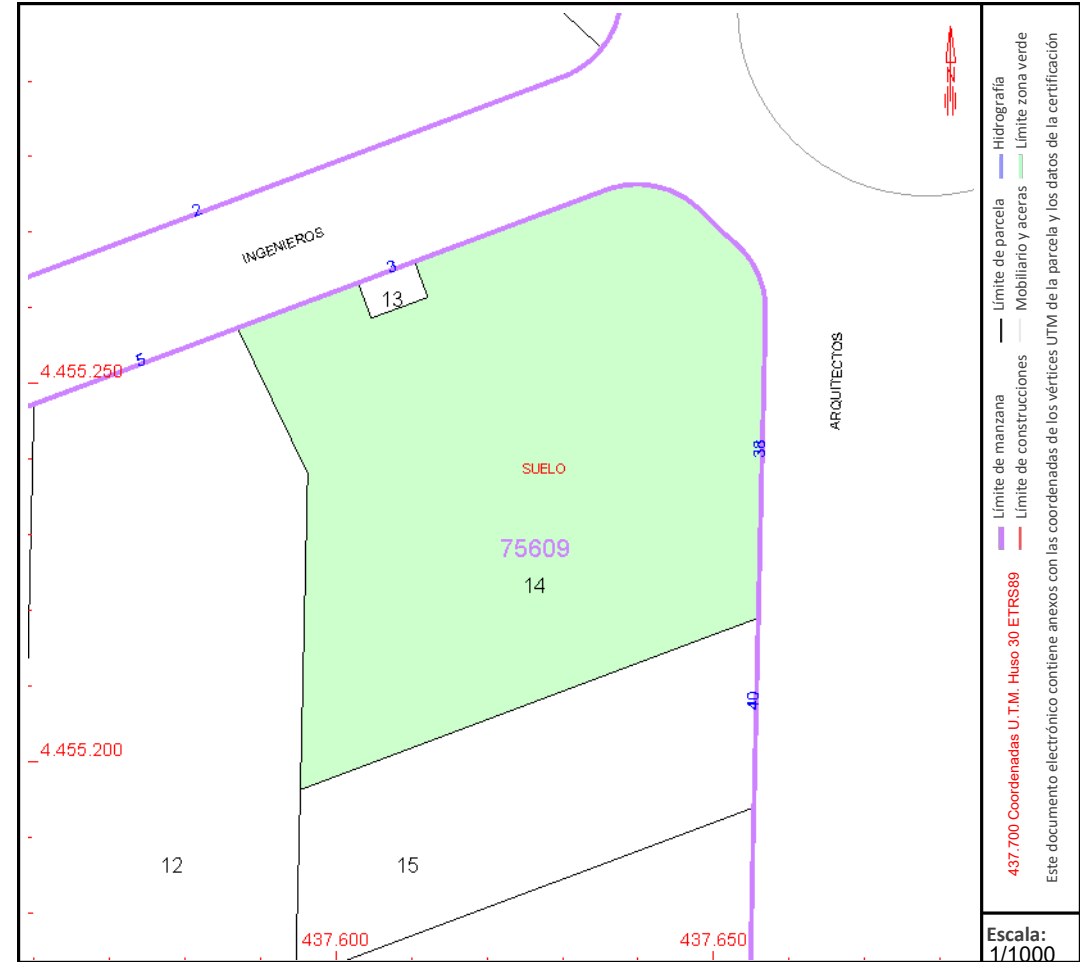 2
INGENIEROS
3
13
5
4.455.250
ARQUITECTOS
38
SUELO
75609
14
40
4.455.200
12
15
437.600
437.650
N
Hidrografía
Límite zona verde
Límite de parcela
Mobiliario y aceras
Límite de manzana
Límite de construcciones
437.700 Coordenadas U.T.M. Huso 30 ETRS89
Este documento electrónico contiene anexos con las coordenadas de los vértices UTM de la parcela y los datos de la certificación
Escala:
1/1000